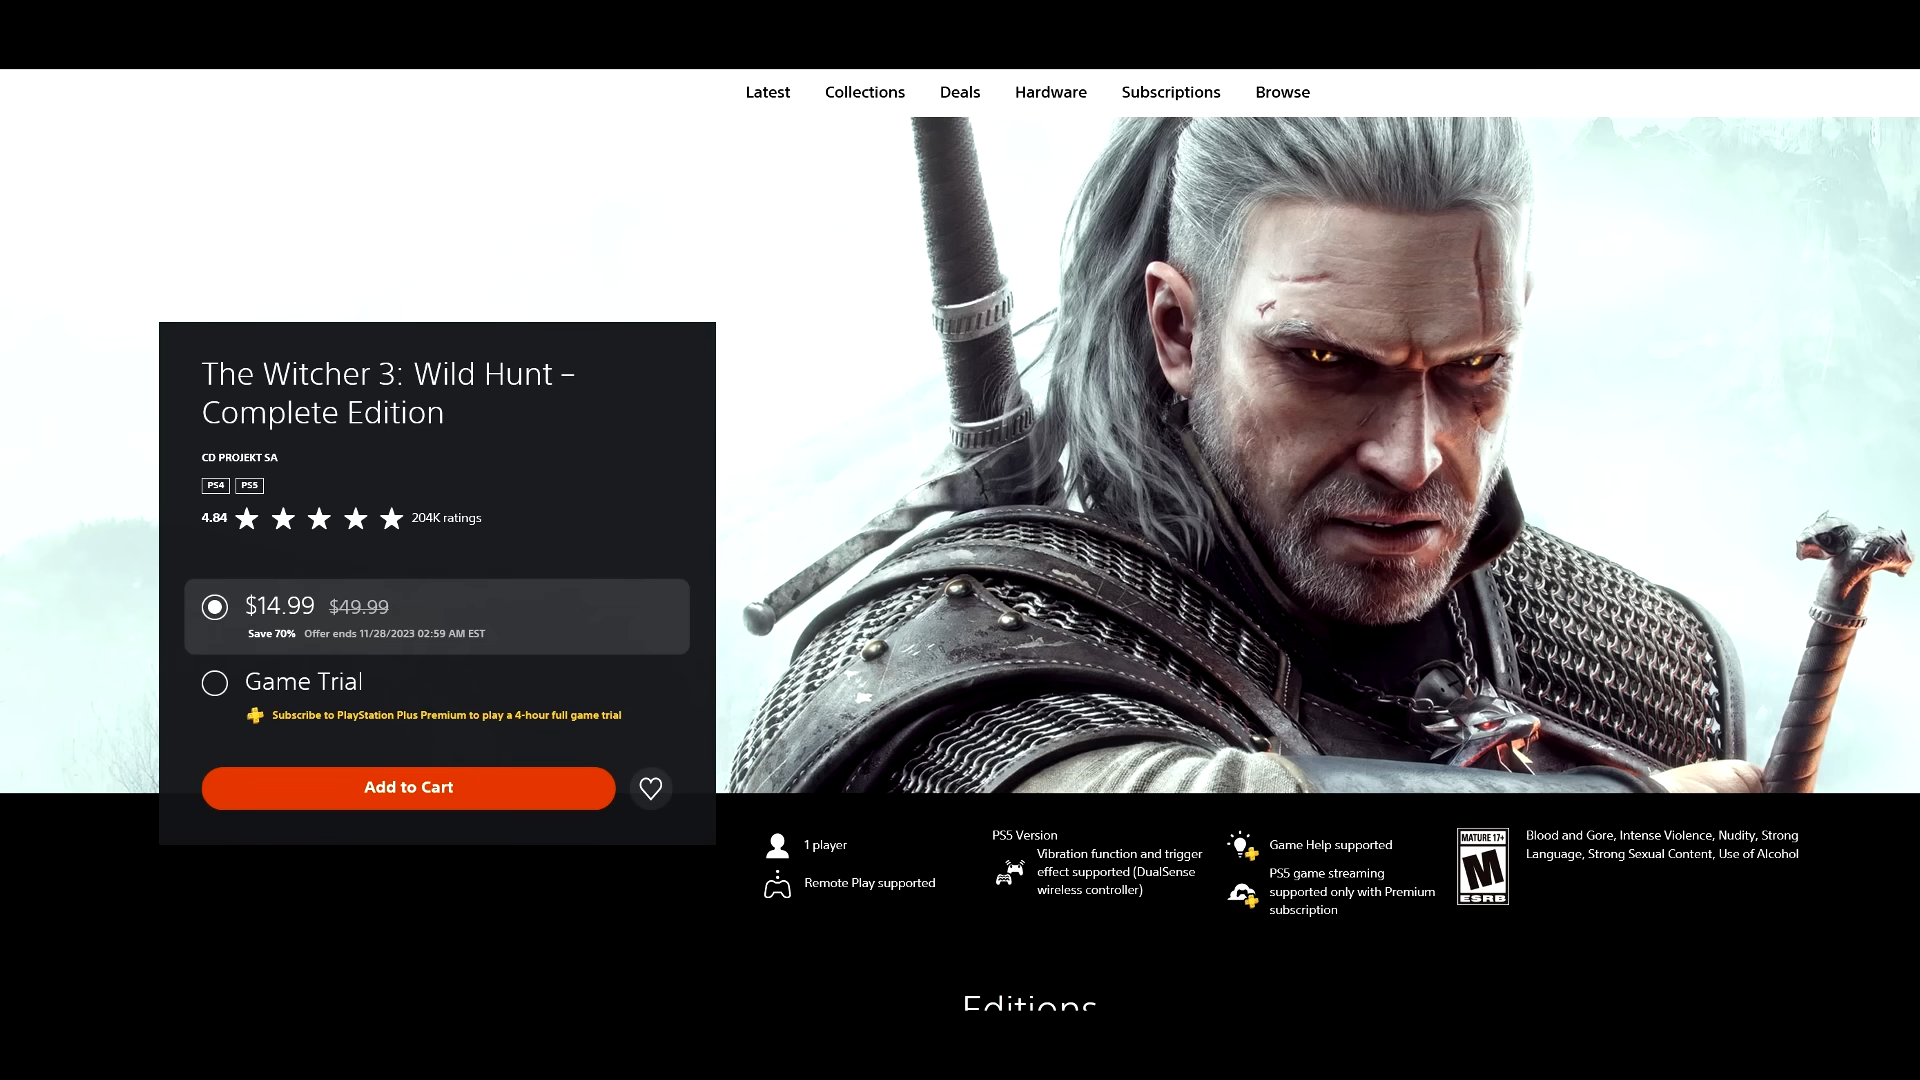 Latest Collections Deals Hardware Subscriptions Browse
The Witcher 3: Wild Hunt –
Complete Edition
CD PROJEKT SA
PS4 PS5
4.84 204K ratings
$14.99 $49.99
Save 70% Offer ends 11/28/2023 02:59 AM EST
Game Trial
Subscribe to PlayStation Plus Premium to play a 4-hour full game trial
Add to Cart
1 player
Remote Play supported
PS5 Version
Vibration function and trigger
effect supported (DualSense
wireless controller)
Game Help supported
PS5 game streaming
supported only with Premium
subscription
MATURE 17+
M
ESRB
Blood and Gore, Intense Violence, Nudity, Strong
Language, Strong Sexual Content, Use of Alcohol
Editions